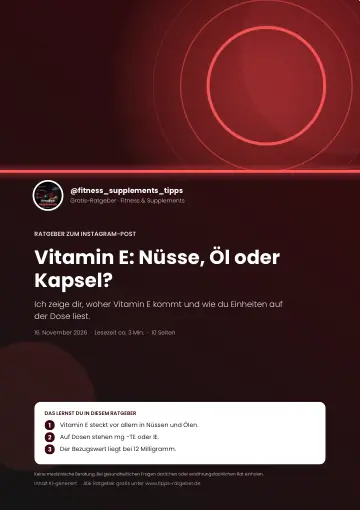 @fitness_supplements_tipps
Gratis-Ratgeber · Fitness & Supplements
RATGEBER ZUM INSTAGRAM-POST
Vitamin E: Nüsse, Öl oder
Kapsel?
Ich zeige dir, woher Vitamin E kommt und wie du Einheiten auf
der Dose liest.
16. November 2026 · Lesezeit ca. 3 Min. · 10 Seiten
DAS LERNST DU IN DIESEM RATGEBER
1 Vitamin E steckt vor allem in Nüssen und Ölen.
2 Auf Dosen stehen mg -TE oder IE.
3 Der Bezugswert liegt bei 12 Milligramm.
Keine medizinische Beratung. Bei gesundheitlichen Fragen ärztlichen oder ernährungsfachlichen Rat einholen.
Inhalt KI-generiert · Alle Ratgeber gratis unter www.tipps-ratgeber.de